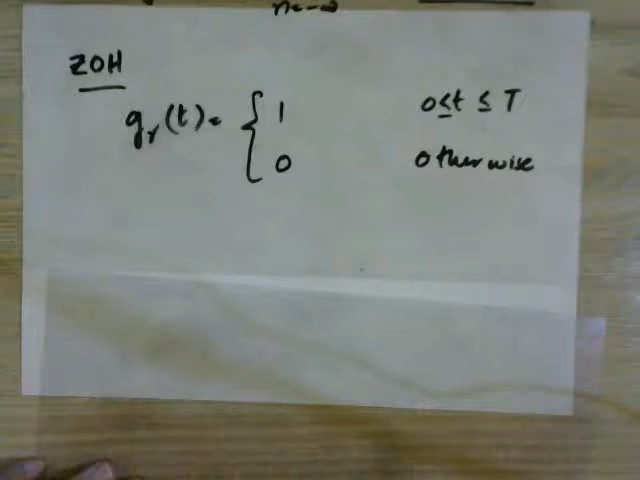 n=-∞
ZOH
g_r(t) = { 1 0≤t ≤ T
0 otherwise